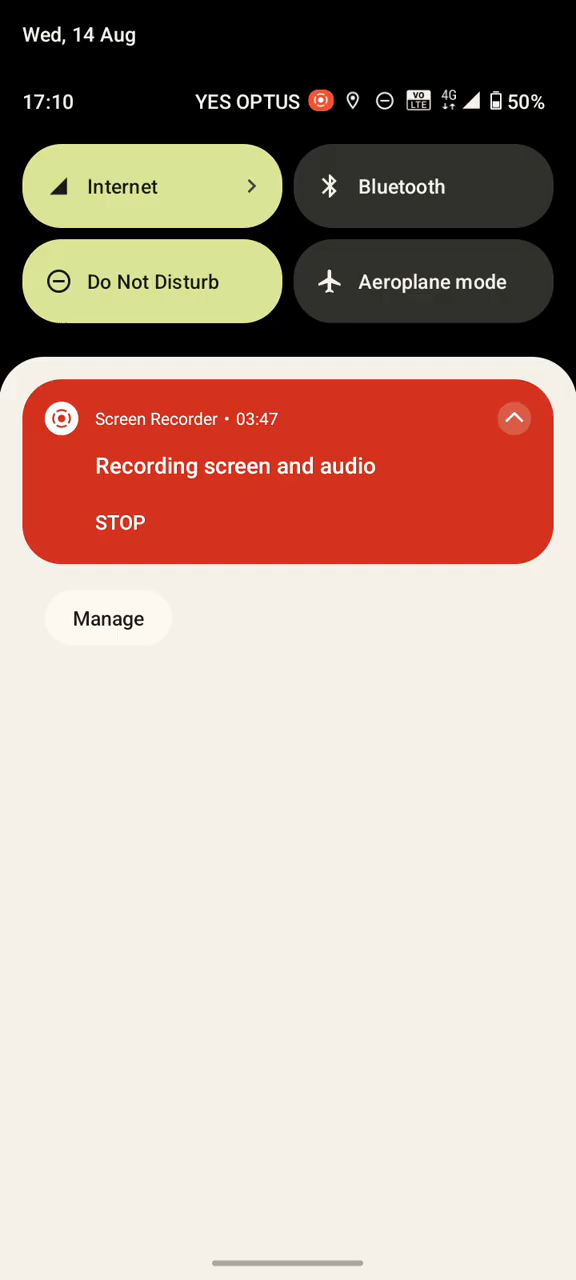 Wed, 14 Aug
17:10 YES OPTUS VO LTE 4G 50%
Internet Bluetooth
Do Not Disturb Aeroplane mode
Screen Recorder • 03:47
Recording screen and audio
STOP
Manage